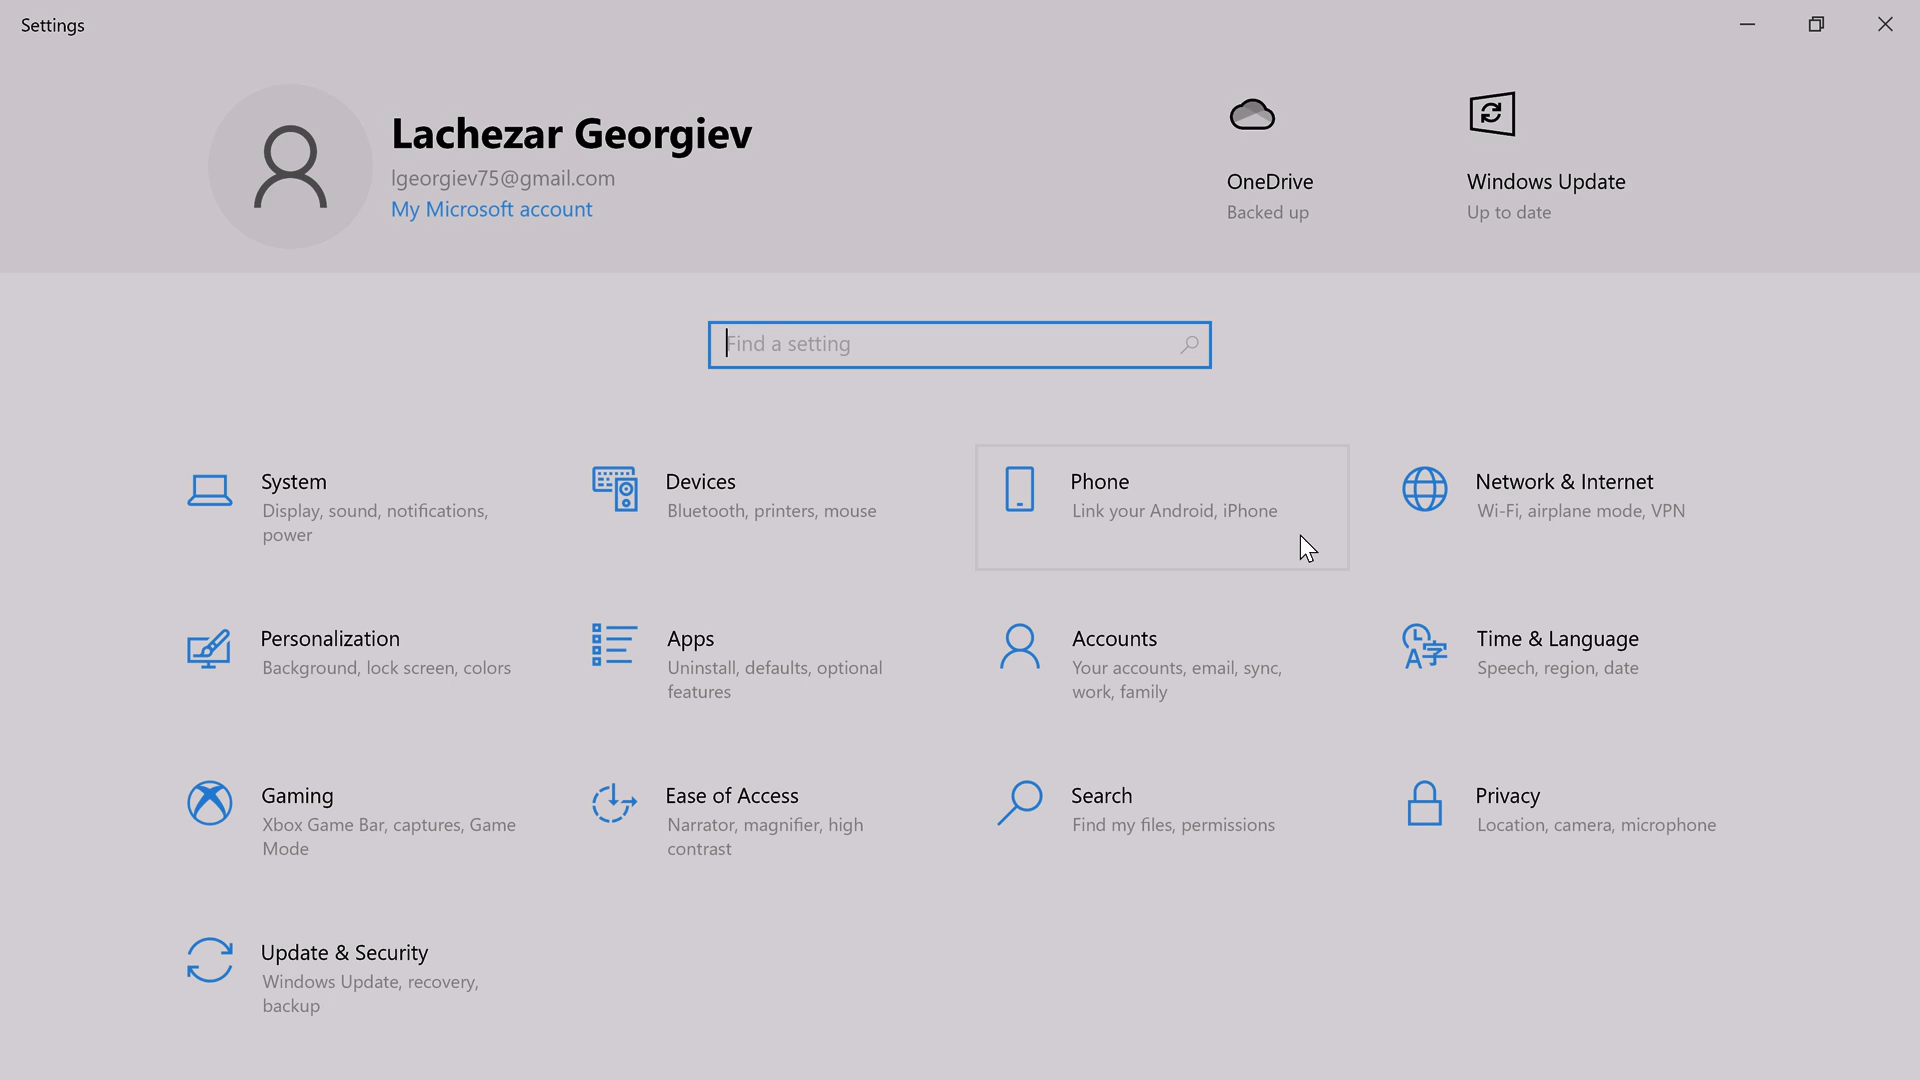 Settings
Lachezar Georgiev
lgeorgiev75@gmail.com
My Microsoft account
OneDrive
Backed up
Windows Update
Up to date
Find a setting
System
Display, sound, notifications,
power
Devices
Bluetooth, printers, mouse
Phone
Link your Android, iPhone
Network & Internet
Wi-Fi, airplane mode, VPN
Personalization
Background, lock screen, colors
Apps
Uninstall, defaults, optional
features
Accounts
Your accounts, email, sync,
work, family
Time & Language
Speech, region, date
Gaming
Xbox Game Bar, captures, Game
Mode
Ease of Access
Narrator, magnifier, high
contrast
Search
Find my files, permissions
Privacy
Location, camera, microphone
Update & Security
Windows Update, recovery,
backup